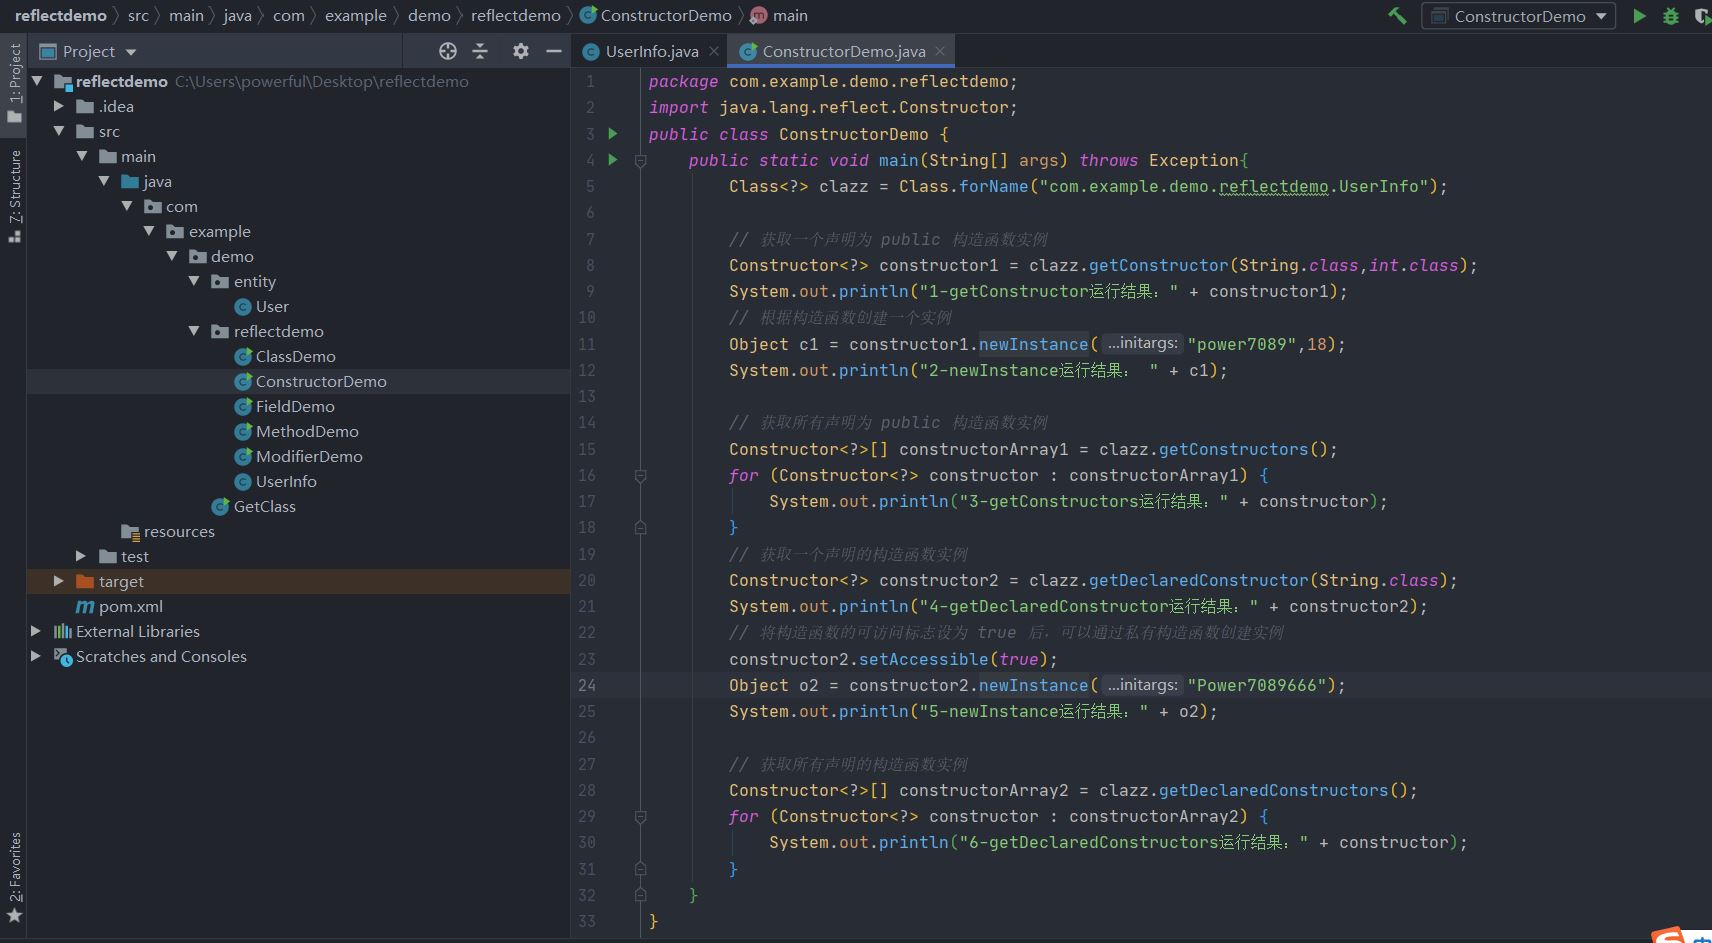 reflectdemo src main java com example demo reflectdemo ConstructorDemo main
ConstructorDemo
Project
UserInfo.java
ConstructorDemo.java
1: Project
7: Structure
2: Favorites
reflectdemo C:\Users\powerful\Desktop\reflectdemo
.idea
src
main
java
com
example
demo
entity
User
reflectdemo
ClassDemo
ConstructorDemo
FieldDemo
MethodDemo
ModifierDemo
UserInfo
GetClass
resources
test
target
pom.xml
External Libraries
Scratches and Consoles
1 package com.example.demo.reflectdemo;
2 import java.lang.reflect.Constructor;
3 public class ConstructorDemo {
4 public static void main(String[] args) throws Exception{
5 Class<?> clazz = Class.forName("com.example.demo.reflectdemo.UserInfo");
6
7 // 获取一个声明为 public 构造函数实例
8 Constructor<?> constructor1 = clazz.getConstructor(String.class,int.class);
9 System.out.println("1-getConstructor运行结果：" + constructor1);
10 // 根据构造函数创建一个实例
11 Object c1 = constructor1.newInstance( ...initargs: "power7089",18);
12 System.out.println("2-newInstance运行结果： " + c1);
13
14 // 获取所有声明为 public 构造函数实例
15 Constructor<?>[] constructorArray1 = clazz.getConstructors();
16 for (Constructor<?> constructor : constructorArray1) {
17 System.out.println("3-getConstructors运行结果：" + constructor);
18 }
19 // 获取一个声明的构造函数实例
20 Constructor<?> constructor2 = clazz.getDeclaredConstructor(String.class);
21 System.out.println("4-getDeclaredConstructor运行结果：" + constructor2);
22 // 将构造函数的可访问标志设为 true 后，可以通过私有构造函数创建实例
23 constructor2.setAccessible(true);
24 Object o2 = constructor2.newInstance( ...initargs: "Power7089666");
25 System.out.println("5-newInstance运行结果：" + o2);
26
27 // 获取所有声明的构造函数实例
28 Constructor<?>[] constructorArray2 = clazz.getDeclaredConstructors();
29 for (Constructor<?> constructor : constructorArray2) {
30 System.out.println("6-getDeclaredConstructors运行结果：" + constructor);
31 }
32 }
33 }